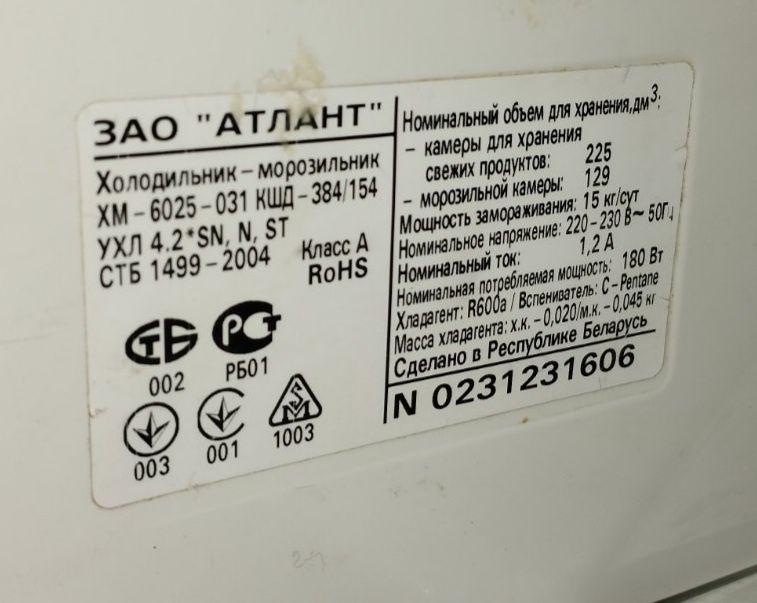 ЗАО "АТЛАНТ"
Холодильник – морозильник
ХМ – 6025 – 031 КШД – 384/154
УХЛ 4.2*SN, N, ST
СТБ 1499 – 2004 Класс А
RoHS
СТБ
002
РСТ
РБ01
003
001
1003
Номинальный объем для хранения,дм³:
– камеры для хранения
свежих продуктов: 225
– морозильной камеры: 129
Мощность замораживания: 15 кг/сут
Номинальное напряжение: 220 – 230 В~ 50Гц
Номинальный ток: 1,2 А
Номинальная потребляемая мощность: 180 Вт
Хладагент: R600a / Вспениватель: C – Pentane
Масса хладагента: х.к. – 0,020/м.к. – 0,045 кг
Сделано в Республике Беларусь
N 0231231606